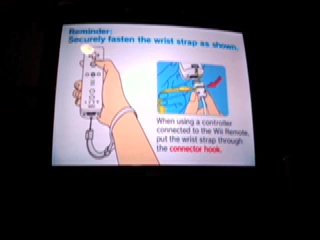 Reminder:
Securely fasten the wrist strap as shown.
When using a controller
connected to the Wii Remote,
put the wrist strap through
the connector hook.